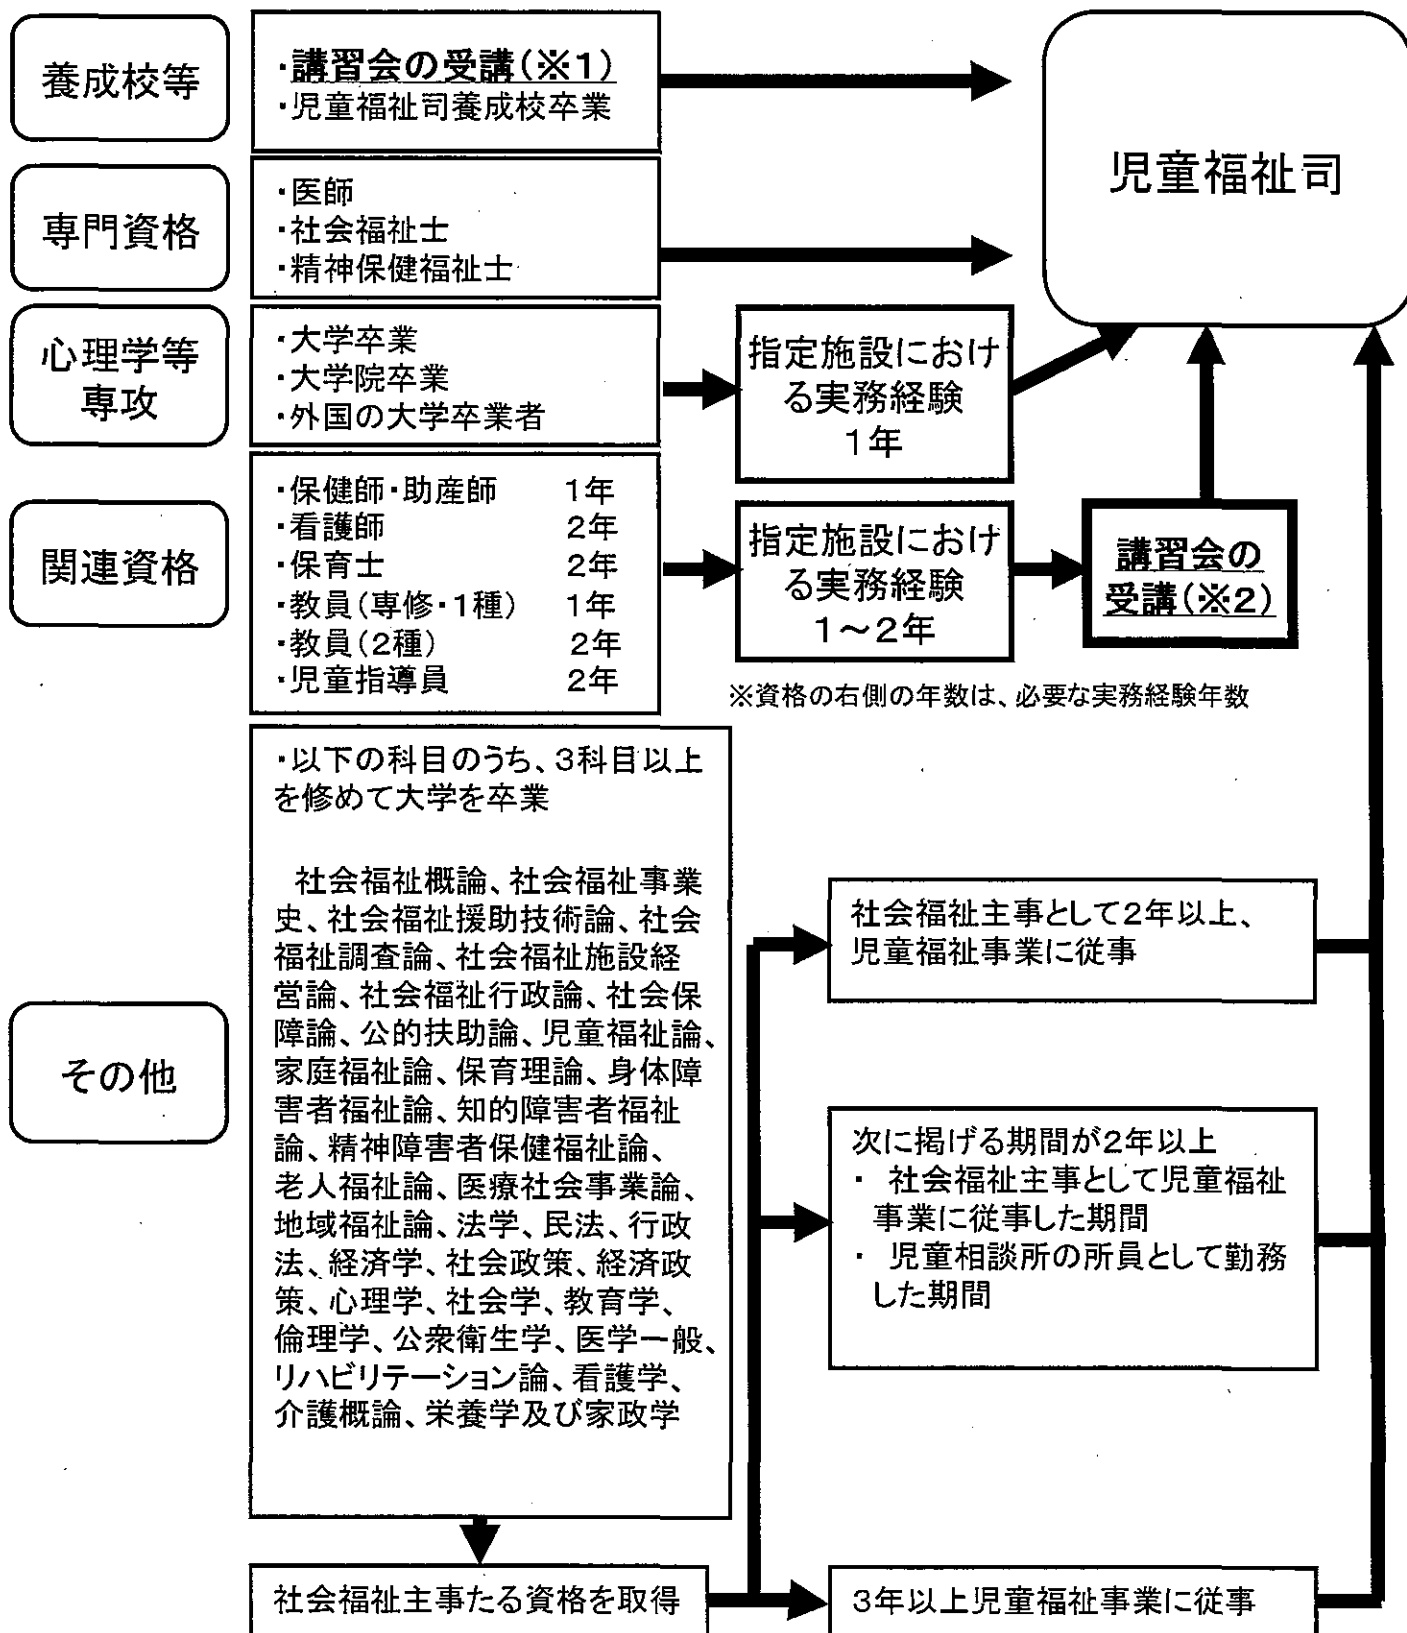 養成校等
・講習会の受講(※1)
・児童福祉司養成校卒業
児童福祉司
専門資格
・医師
・社会福祉士
・精神保健福祉士
心理学等
専攻
・大学卒業
・大学院卒業
・外国の大学卒業者
指定施設におけ
る実務経験
1年
関連資格
・保健師・助産師 1年
・看護師 2年
・保育士 2年
・教員(専修・1種) 1年
・教員(2種) 2年
・児童指導員 2年
指定施設におけ
る実務経験
1～2年
講習会の
受講(※2)
※資格の右側の年数は、必要な実務経験年数
その他
・以下の科目のうち、3科目以上
を修めて大学を卒業
社会福祉概論、社会福祉事業
史、社会福祉援助技術論、社会
福祉調査論、社会福祉施設経
営論、社会福祉行政論、社会保
障論、公的扶助論、児童福祉論、
家庭福祉論、保育理論、身体障
害者福祉論、知的障害者福祉
論、精神障害者保健福祉論、
老人福祉論、医療社会事業論、
地域福祉論、法学、民法、行政
法、経済学、社会政策、経済政
策、心理学、社会学、教育学、
倫理学、公衆衛生学、医学一般、
リハビリテーション論、看護学、
介護概論、栄養学及び家政学
社会福祉主事たる資格を取得
社会福祉主事として2年以上、
児童福祉事業に従事
次に掲げる期間が2年以上
・ 社会福祉主事として児童福祉
事業に従事した期間
・ 児童相談所の所員として勤務
した期間
3年以上児童福祉事業に従事